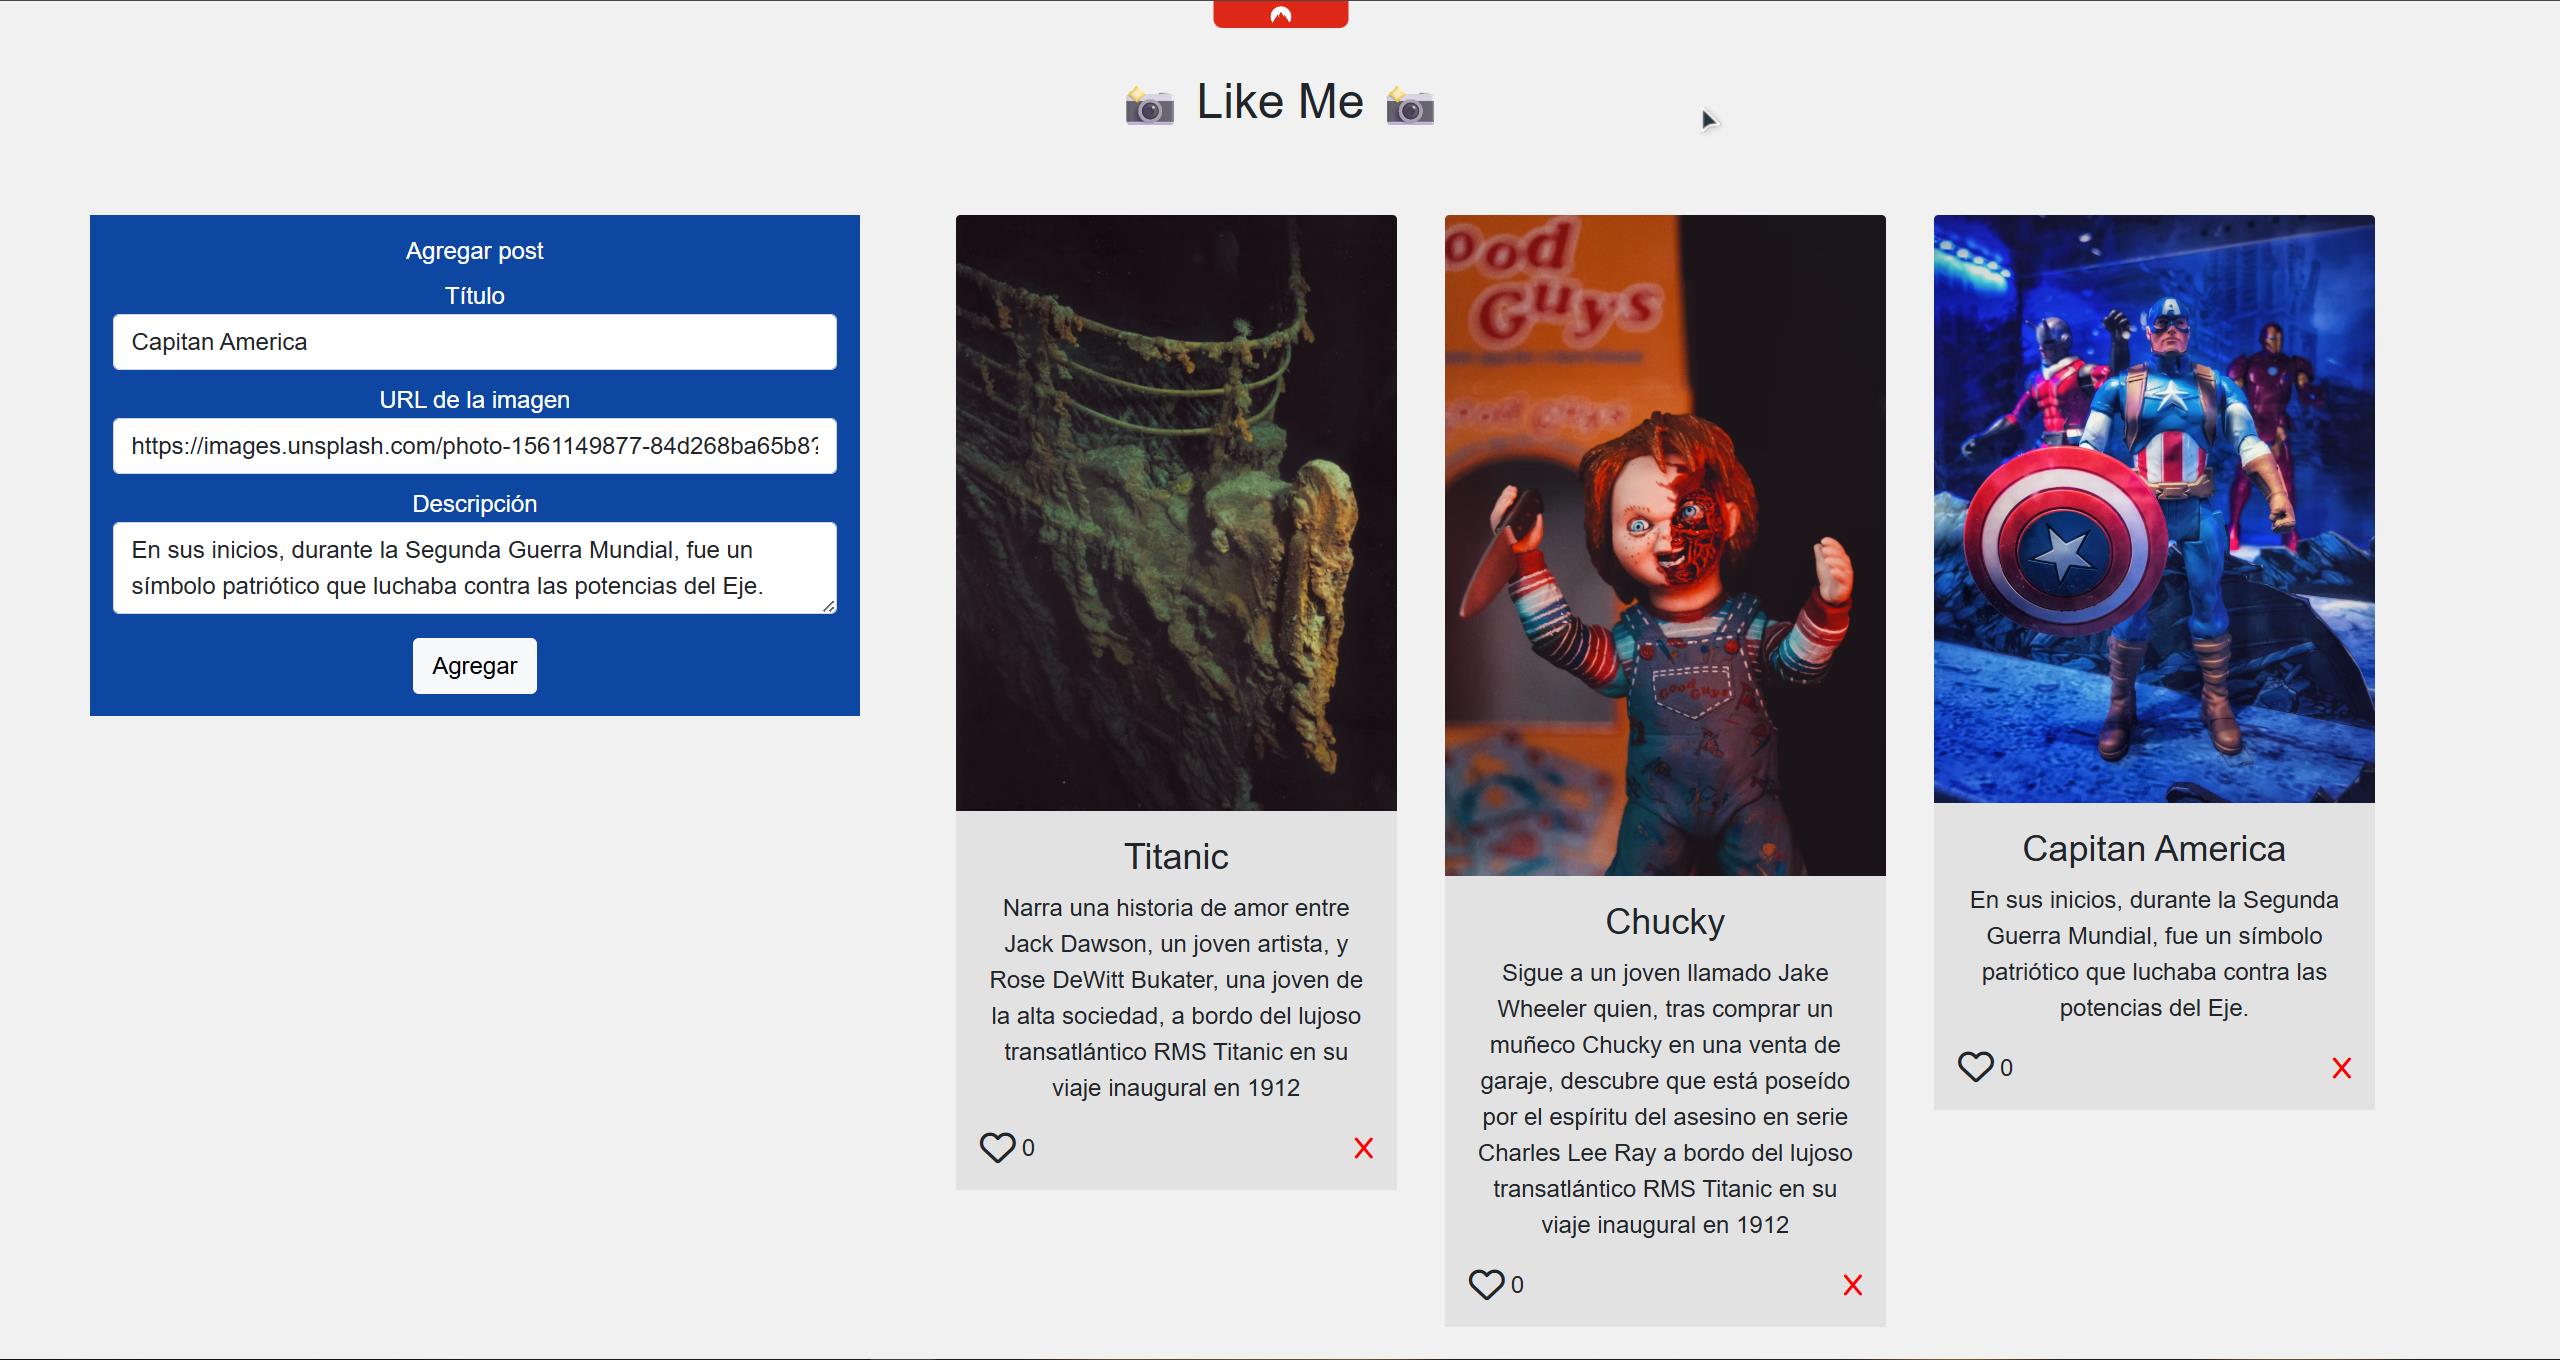 Like Me
Agregar post
Título
Capitan America
URL de la imagen
https://images.unsplash.com/photo-1561149877-84d268ba65b8?
Descripción
En sus inicios, durante la Segunda Guerra Mundial, fue un
símbolo patriótico que luchaba contra las potencias del Eje.
Agregar
Titanic
Narra una historia de amor entre
Jack Dawson, un joven artista, y
Rose DeWitt Bukater, una joven de
la alta sociedad, a bordo del lujoso
transatlántico RMS Titanic en su
viaje inaugural en 1912
0
ood
Guys
good guys
Good Guys
Chucky
Sigue a un joven llamado Jake
Wheeler quien, tras comprar un
muñeco Chucky en una venta de
garaje, descubre que está poseído
por el espíritu del asesino en serie
Charles Lee Ray a bordo del lujoso
transatlántico RMS Titanic en su
viaje inaugural en 1912
0
A
Capitan America
En sus inicios, durante la Segunda
Guerra Mundial, fue un símbolo
patriótico que luchaba contra las
potencias del Eje.
0